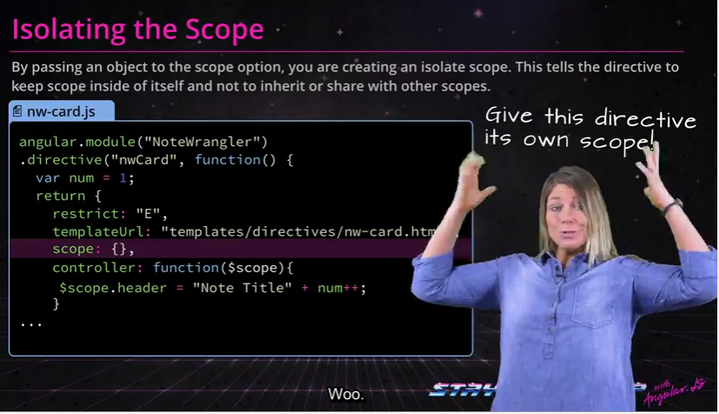 Isolating the Scope
By passing an object to the scope option, you are creating an isolate scope. This tells the directive to
keep scope inside of itself and not to inherit or share with other scopes.
nw-card.js
Give this directive
its own scope!
angular.module("NoteWrangler")
.directive("nwCard", function() {
var num = 1;
return {
restrict: "E",
templateUrl: "templates/directives/nw-card.htm
scope: {},
controller: function($scope){
$scope.header = "Note Title" + num++;
}
...
Woo.
with
Angular.JS